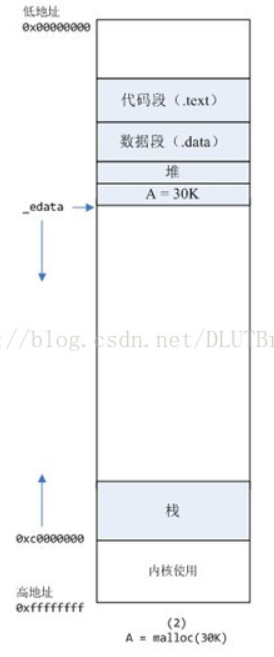 低地址
0x00000000
代码段（.text）
数据段（.data）
堆
A = 30K
_edata
://blog.csdn.net/DLUTBr
栈
0xc0000000
内核使用
高地址
0xffffffff
(2)
A = malloc(30K)